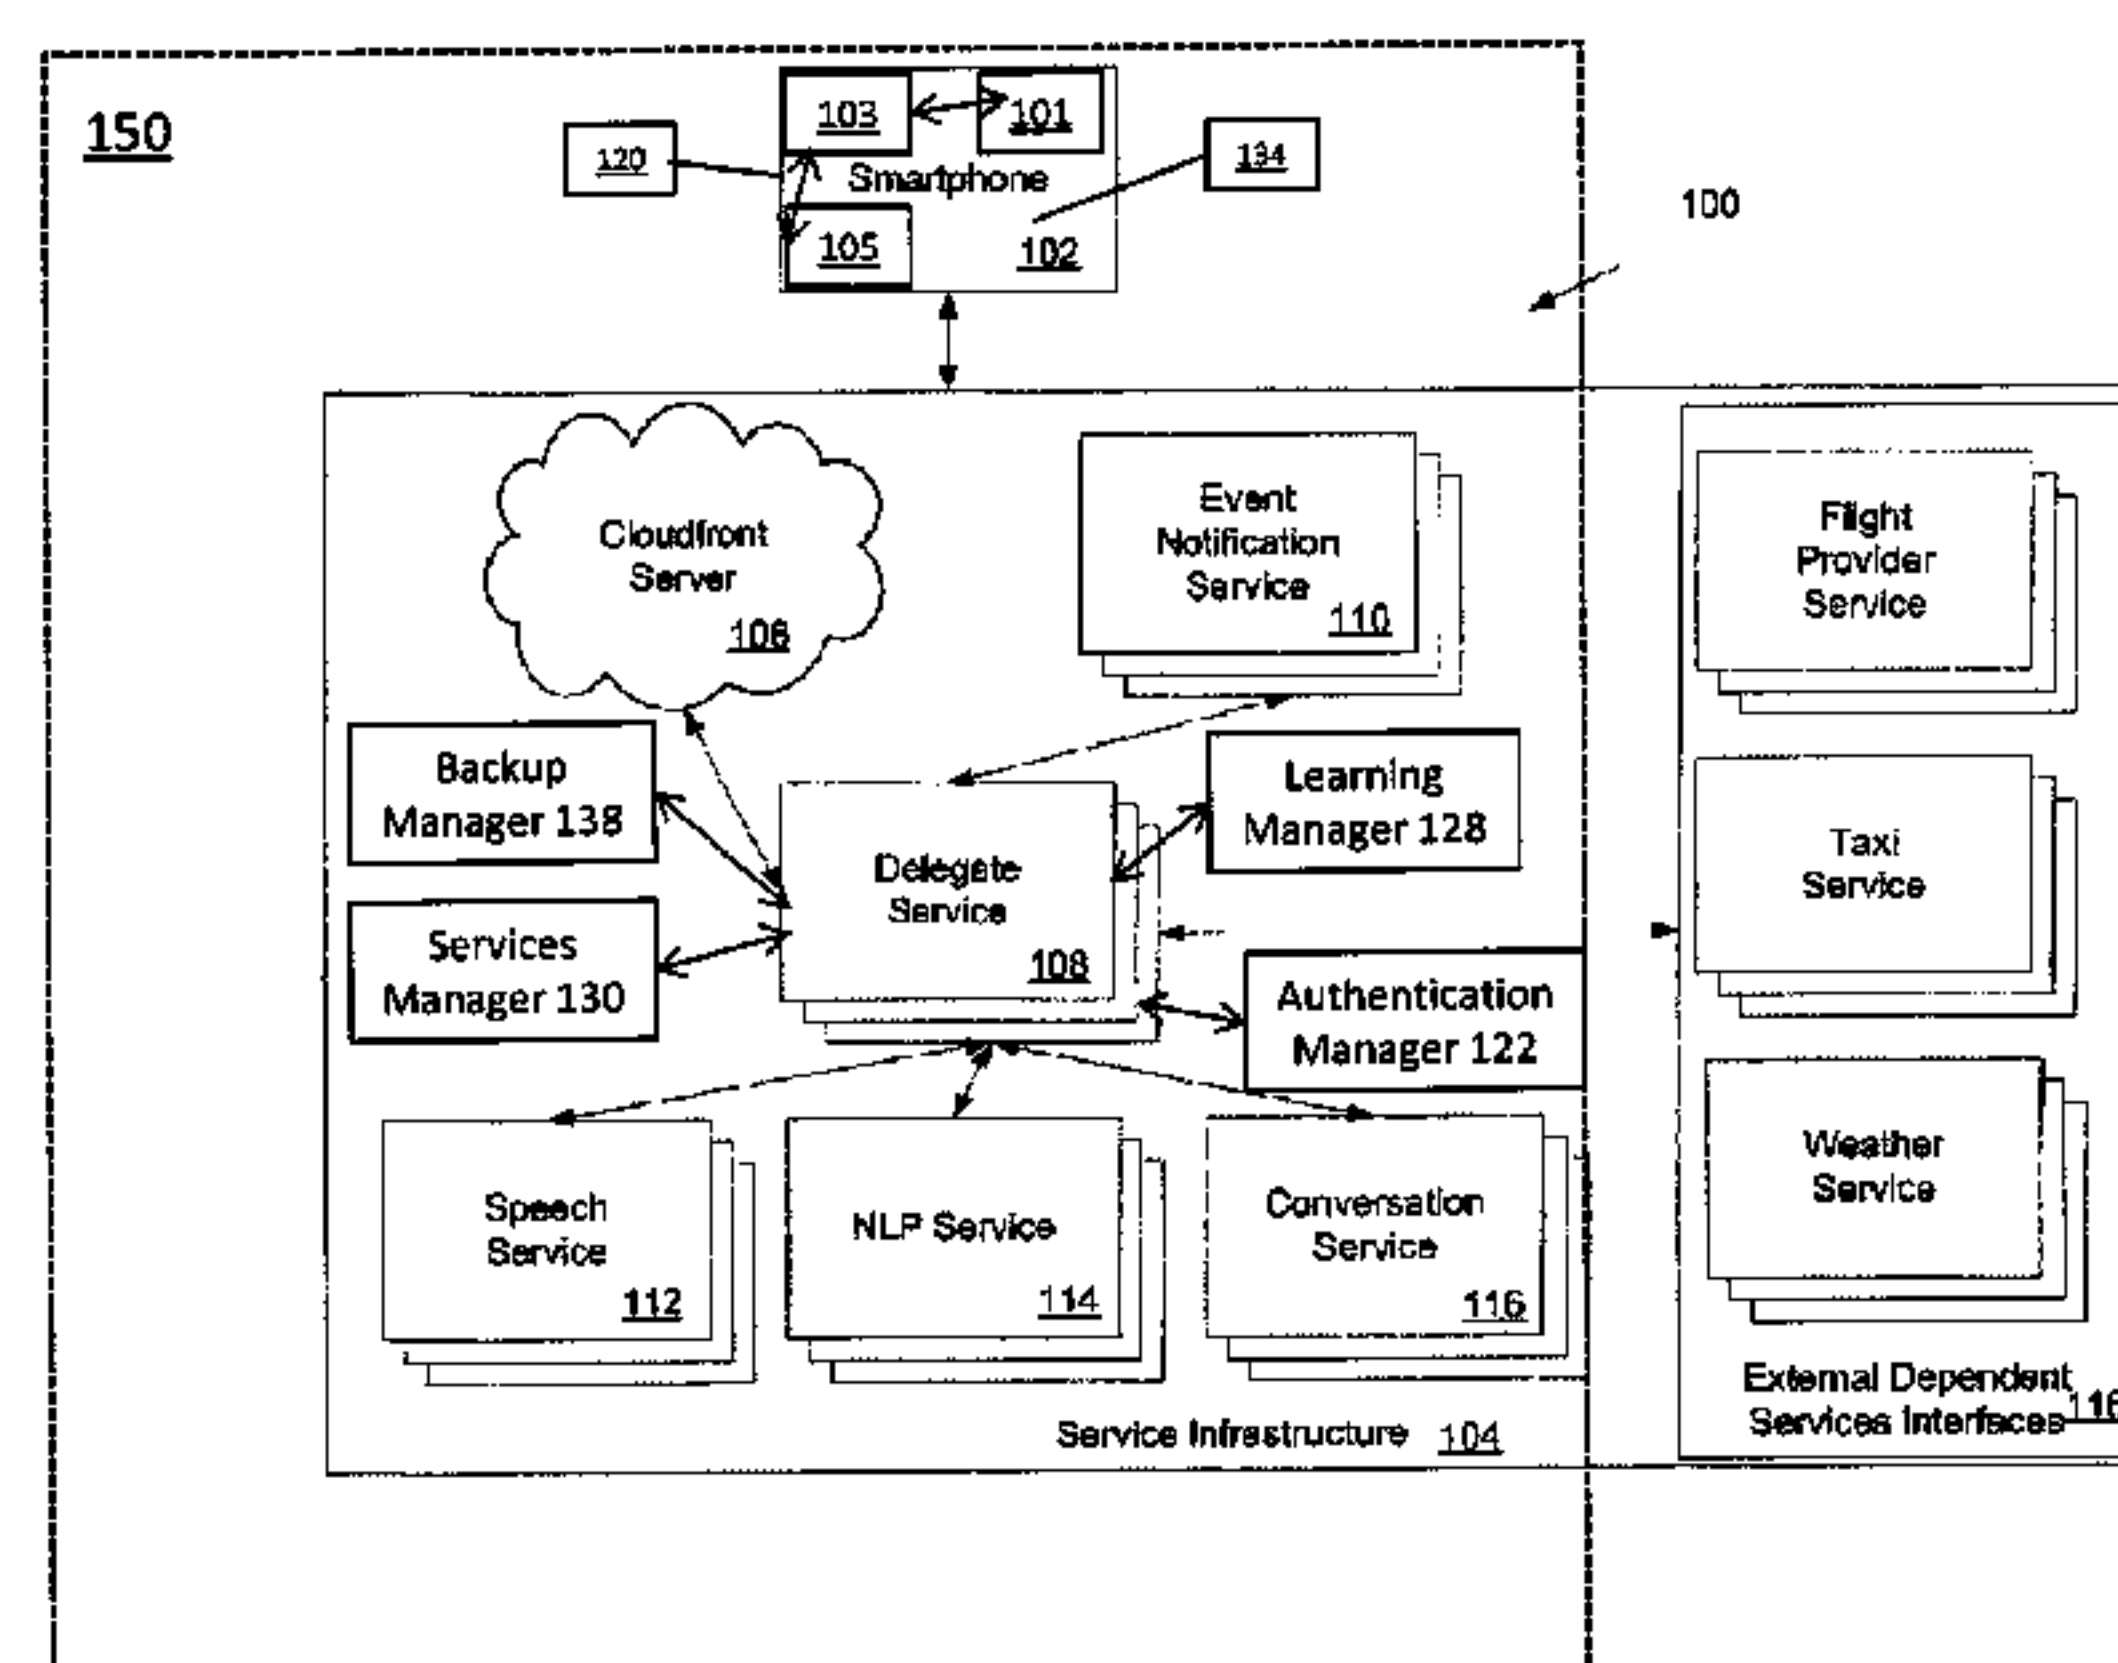 150
103
101
120
Smartphone
134
105
102
100
Cloudfront
Server
106
Event
Notification
Service
110
Flight
Provider
Service
Backup
Manager 138
Learning
Manager 128
Delegate
Service
108
Taxi
Service
Services
Manager 130
Authentication
Manager 122
Speech
Service
112
NLP Service
114
Conversation
Service
116
Weather
Service
External Dependent
Services Interfaces
Service Infrastructure 104